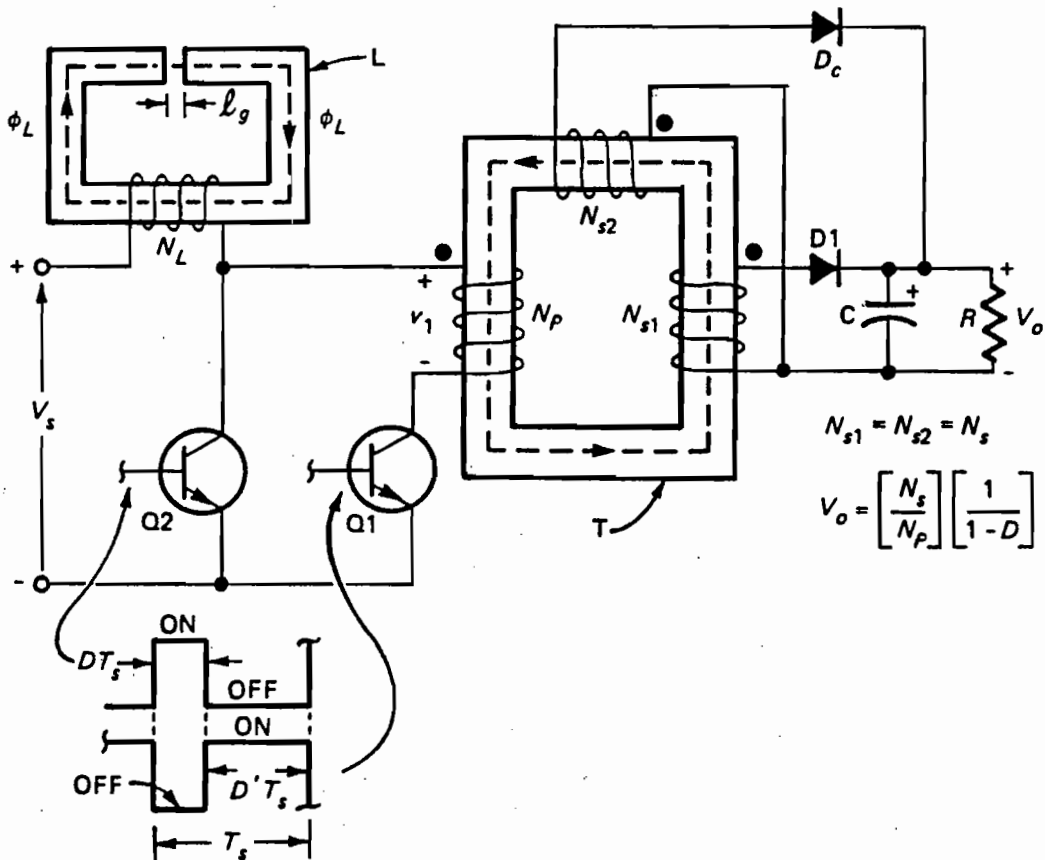 L
D_c
ϕ_L
ℓ_g
ϕ_L
N_s2
N_L
D1
+
+
+
+
v_1
N_P
N_s1
C
R
V_o
-
-
V_s
N_s1 = N_s2 = N_s
Q2
Q1
T
V_o = [N_s/N_P] [1/1 - D]
-
ON
DT_s
OFF
ON
OFF
D'T_s
T_s